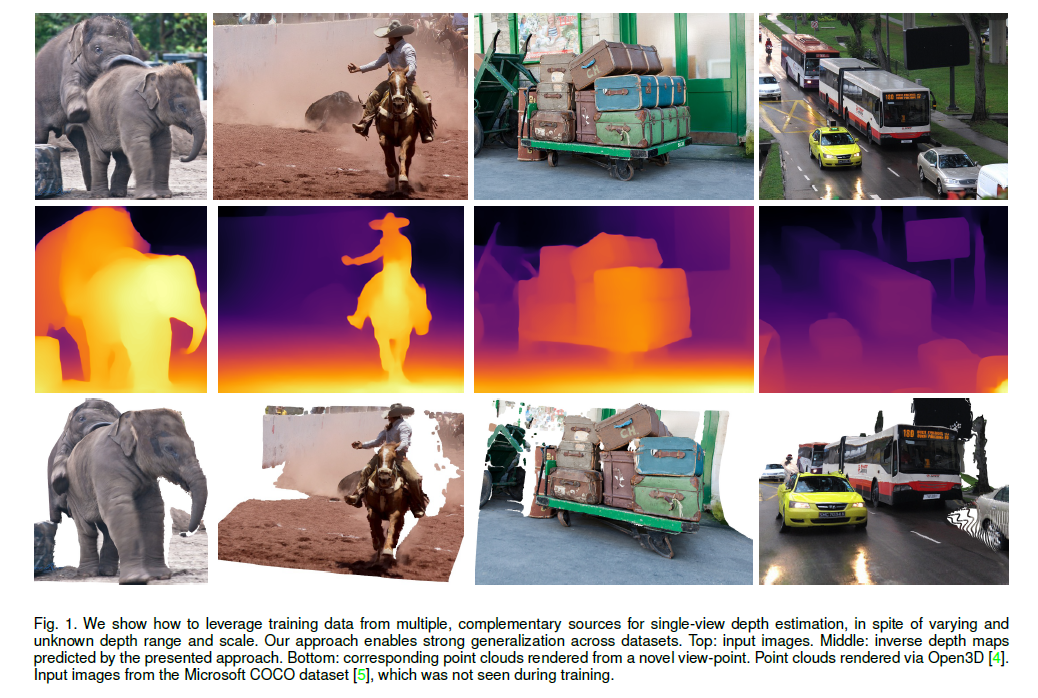 180
180
Fig. 1. We show how to leverage training data from multiple, complementary sources for single-view depth estimation, in spite of varying and
unknown depth range and scale. Our approach enables strong generalization across datasets. Top: input images. Middle: inverse depth maps
predicted by the presented approach. Bottom: corresponding point clouds rendered from a novel view-point. Point clouds rendered via Open3D [4].
Input images from the Microsoft COCO dataset [5], which was not seen during training.